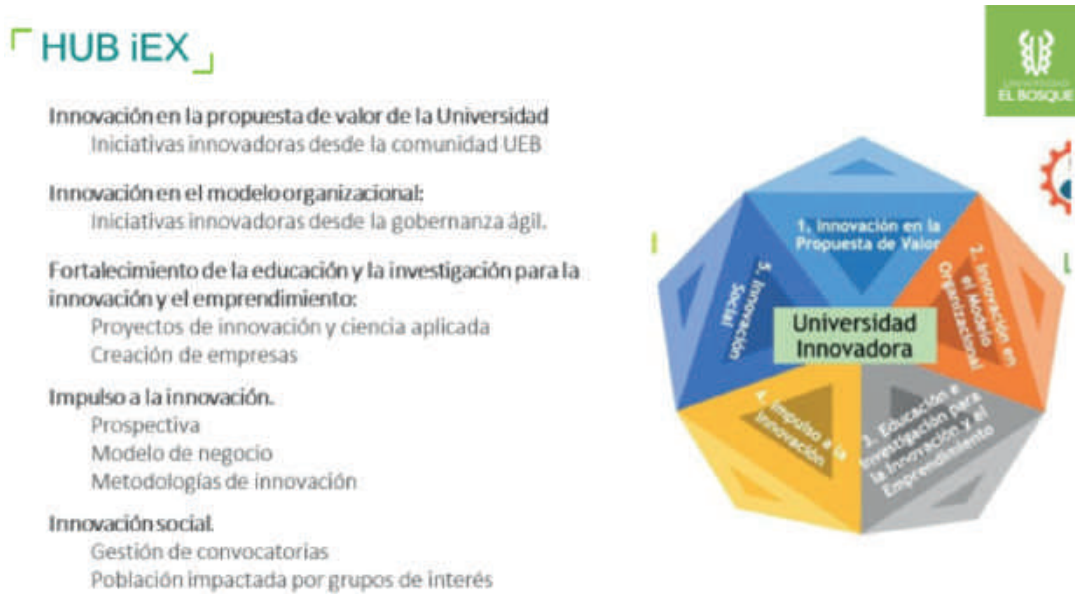 HUB iEX
UNIVERSIDAD
EL BOSQUE
Innovación en la propuesta de valor de la Universidad
Iniciativas innovadoras desde la comunidad UEB
Innovación en el modelo organizacional:
Iniciativas innovadoras desde la gobernanza ágil.
Fortalecimiento de la educación y la investigación para la
innovación y el emprendimiento:
Proyectos de innovación y ciencia aplicada
Creación de empresas
Impulso a la innovación.
Prospectiva
Modelo de negocio
Metodologías de innovación
Innovación social.
Gestión de convocatorias
Población impactada por grupos de interés
1. Innovación en la
Propuesta de Valor
2. Innovación en
el Modelo
Organizacional
3. Educación e
Investigación para
la Innovación y el
Emprendimiento
4. Impulso a la
Innovación
5. Innovación
Social
Universidad
Innovadora